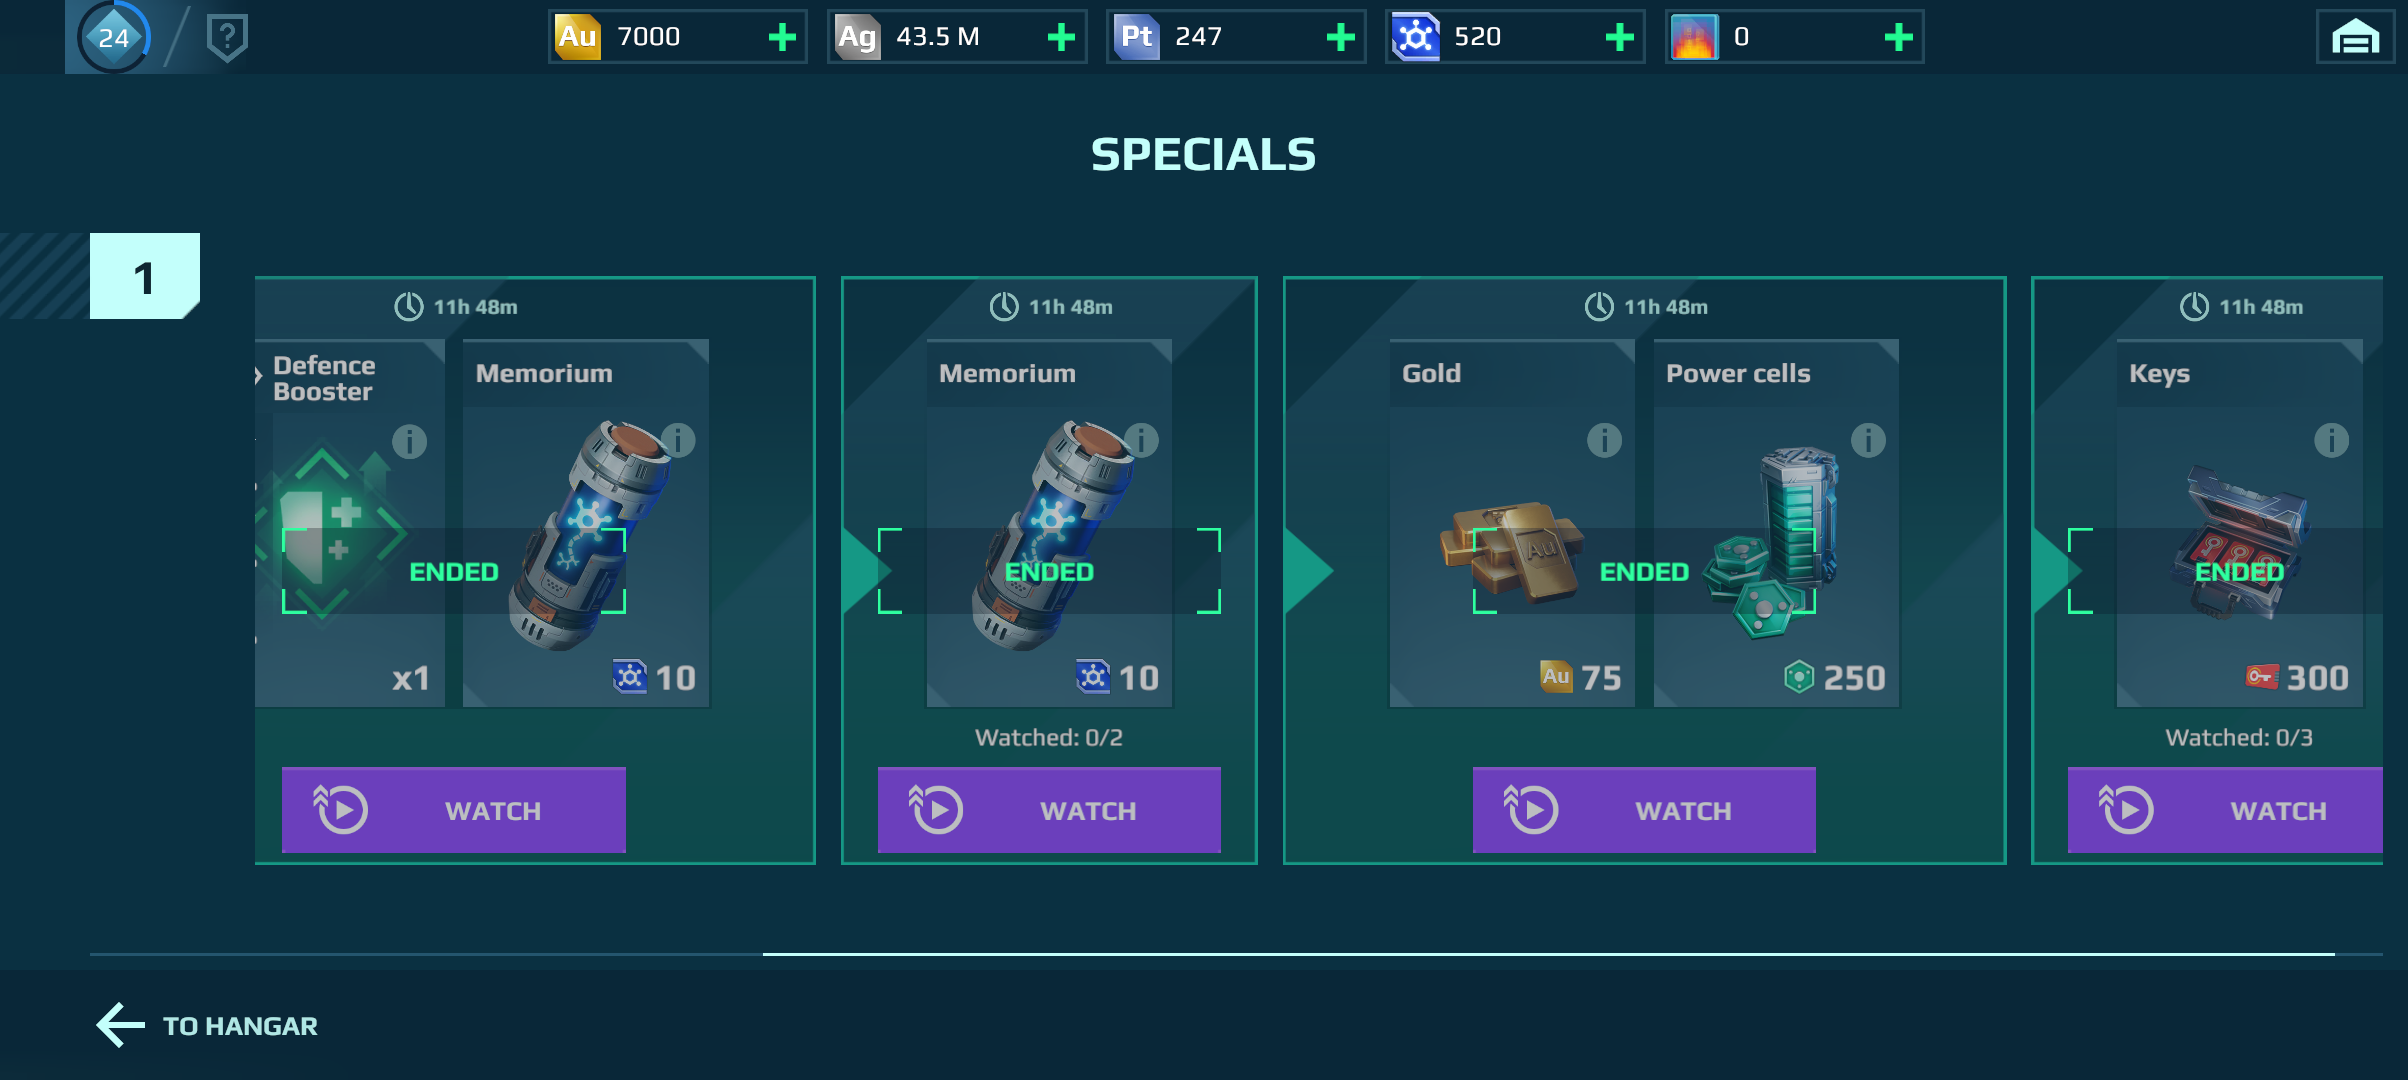 24
?
Au 7000
Ag 43.5 M
Pt 247
520
0
SPECIALS
1
11h 48m
Defence
Booster
x1
Memorium
10
ENDED
WATCH
11h 48m
Memorium
ENDED
10
Watched: 0/2
WATCH
11h 48m
Gold
Au
Au 75
Power cells
250
ENDED
WATCH
11h 48m
Keys
ENDED
300
Watched: 0/3
WATCH
TO HANGAR